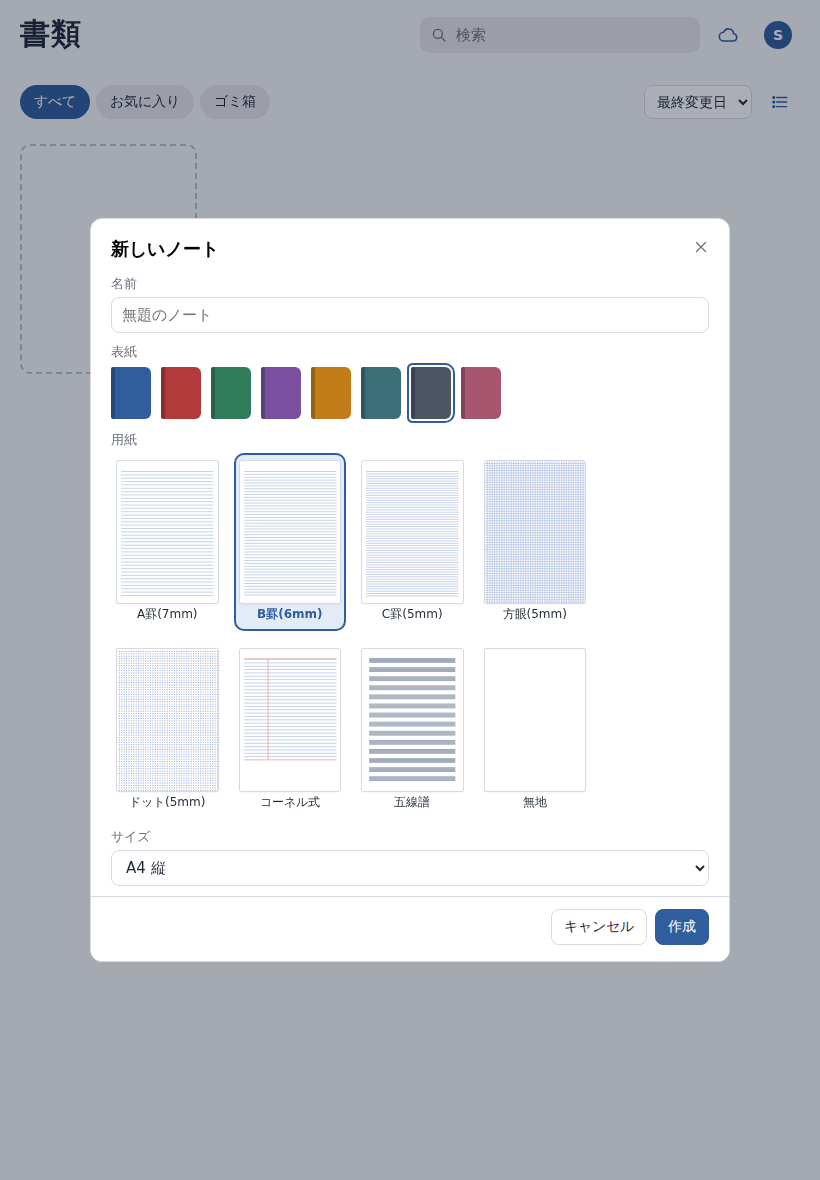 書類
検索
S
すべて
お気に入り
ゴミ箱
最終変更日
新しいノート
名前
無題のノート
表紙
用紙
A罫(7mm)
B罫(6mm)
C罫(5mm)
方眼(5mm)
ドット(5mm)
コーネル式
五線譜
無地
サイズ
A4 縦
キャンセル
作成